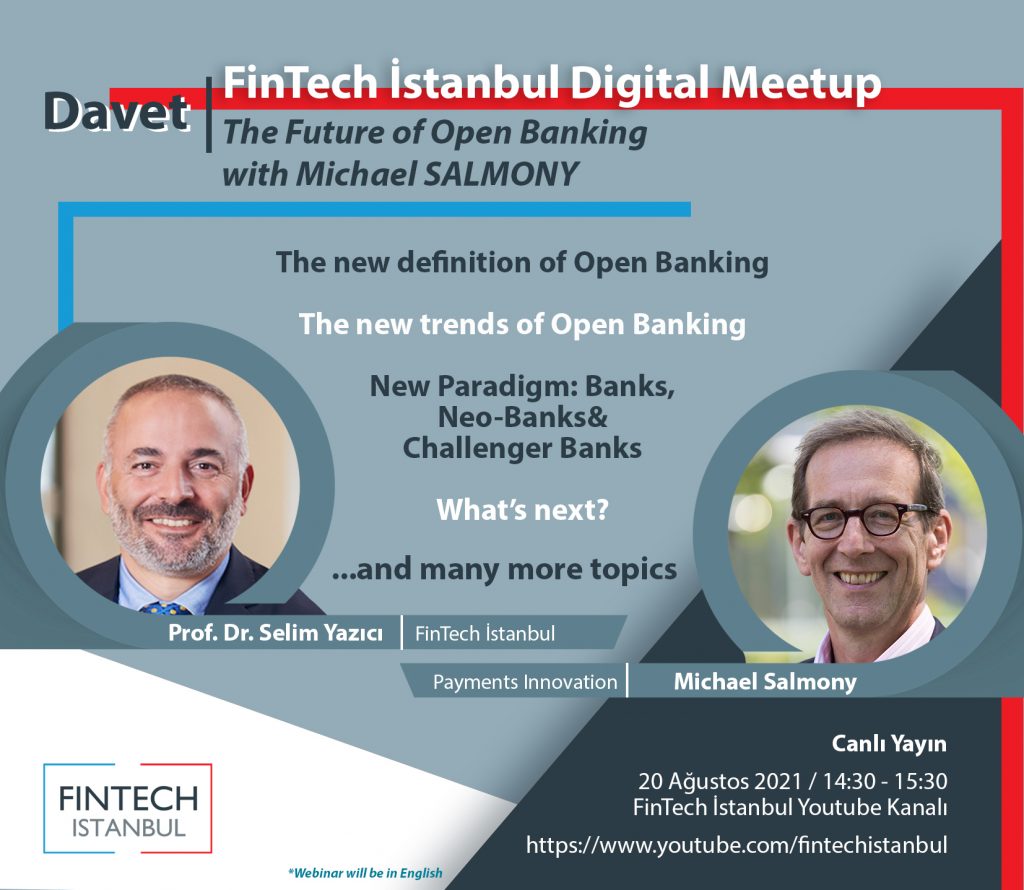 Davet
FinTech İstanbul Digital Meetup
The Future of Open Banking
with Michael SALMONY
The new definition of Open Banking
The new trends of Open Banking
New Paradigm: Banks,
Neo-Banks&
Challenger Banks
What's next?
...and many more topics
Prof. Dr. Selim Yazıcı
FinTech İstanbul
Payments Innovation
Michael Salmony
Canlı Yayın
20 Ağustos 2021 / 14:30 - 15:30
FinTech İstanbul Youtube Kanalı
https://www.youtube.com/fintechistanbul
FINTECH
ISTANBUL
*Webinar will be in English